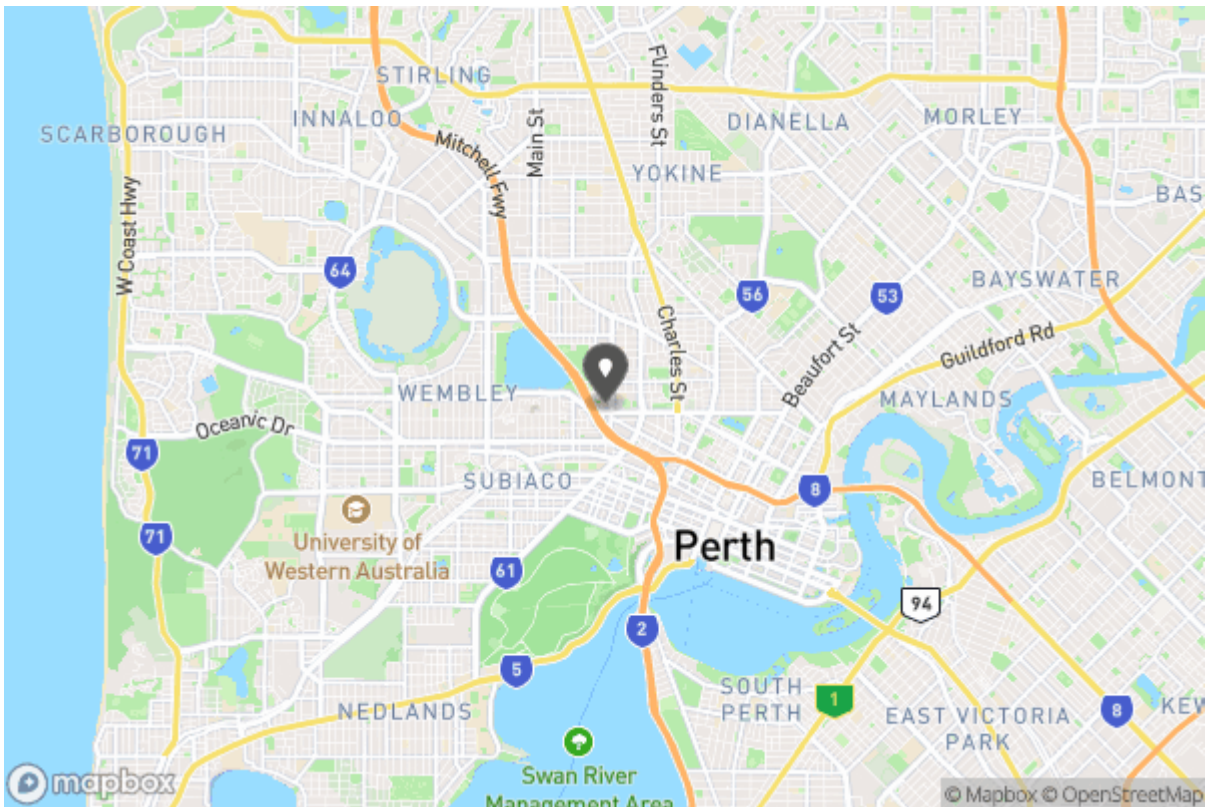 STIRLING
Flinders St
INNALOO
Main St
DIANELLA
MORLEY
SCARBOROUGH
Mitchell Fwy
YOKINE
BAS
W Coast Hwy
64
56
53
BAYSWATER
Charles St
Beaufort St
Guildford Rd
WEMBLEY
MAYLANDS
Oceanic Dr
71
SUBIACO
8
BELMONT
University of
Western Australia
71
Perth
61
94
2
5
SOUTH
PERTH
1
NEDLANDS
EAST VICTORIA
PARK
8
KEW
Swan River
Management Area
mapbox
© Mapbox © OpenStreetMap